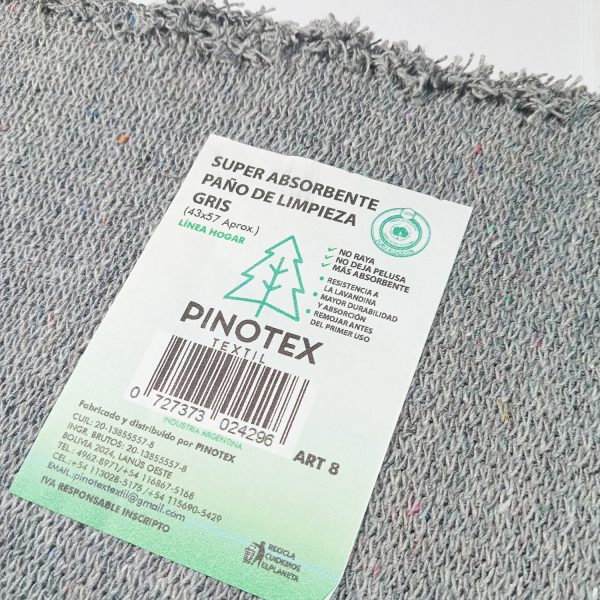 SUPER ABSORBENTE
PAÑO DE LIMPIEZA
GRIS
(43x57 Aprox.)
LÍNEA HOGAR
NO RAYA
NO DEJA PELUSA
MÁS ABSORBENTE
• RESISTENCIA A
LA LAVANDINA
• MAYOR DURABILIDAD
Y ABSORCIÓN
• REMOJAR ANTES
DEL PRIMER USO
PINOTEX
TEXTIL
0 727373 024296
INDUSTRIA ARGENTINA
ART 8
Fabricado y distribuido por PINOTEX
CUIL: 20-13855557-8
INGR. BRUTOS: 20-13855557-8
BOLIVIA 2024, LANÚS OESTE
TEL.: 4962-8971/+54 116867-5168
CEL:+54 113028-5175 /+54 115690-5429
EMAIL:pinotextextil@gmail.com
IVA RESPONSABLE INSCRIPTO
RECICLA
CUIDEMOS
ELPLANETA